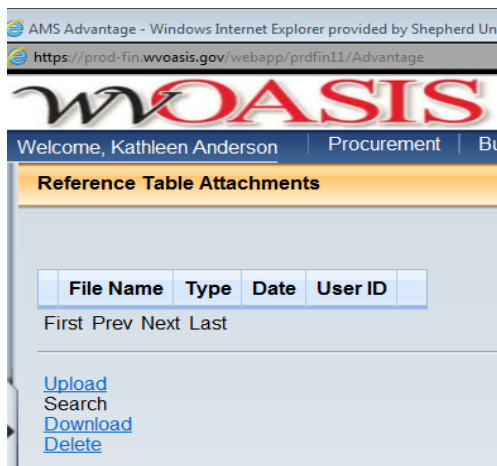 AMS Advantage - Windows Internet Explorer provided by Shepherd Un
https://prod-fin.wvoasis.gov/webapp/prdfin11/Advantage
wvOASIS
Welcome, Kathleen Anderson Procurement Bu
Reference Table Attachments
File Name Type Date User ID
First Prev Next Last
Upload
Search
Download
Delete